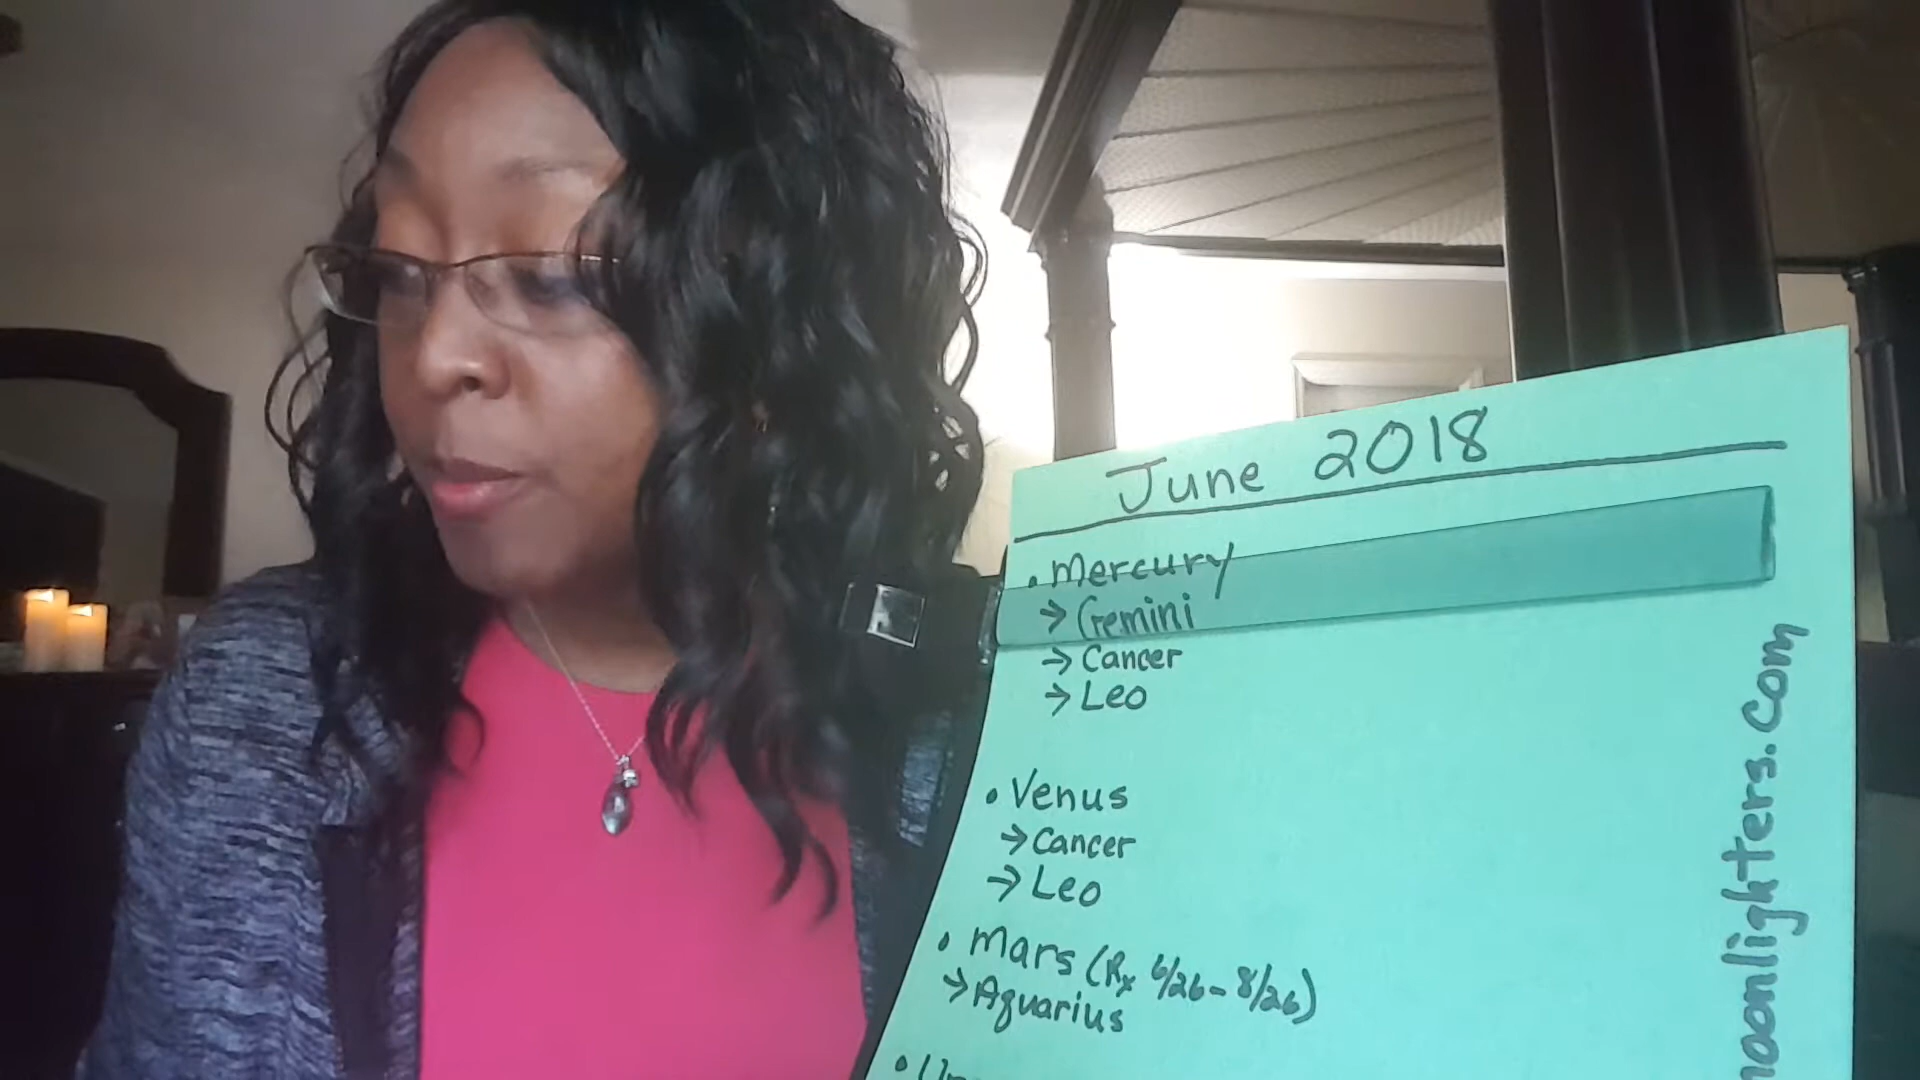 June 2018
• Mercury
→ Gemini
→ Cancer
→ Leo
• Venus
→ Cancer
→ Leo
• Mars (Rx 6/26 - 8/26)
→ Aquarius
moonlighters.com